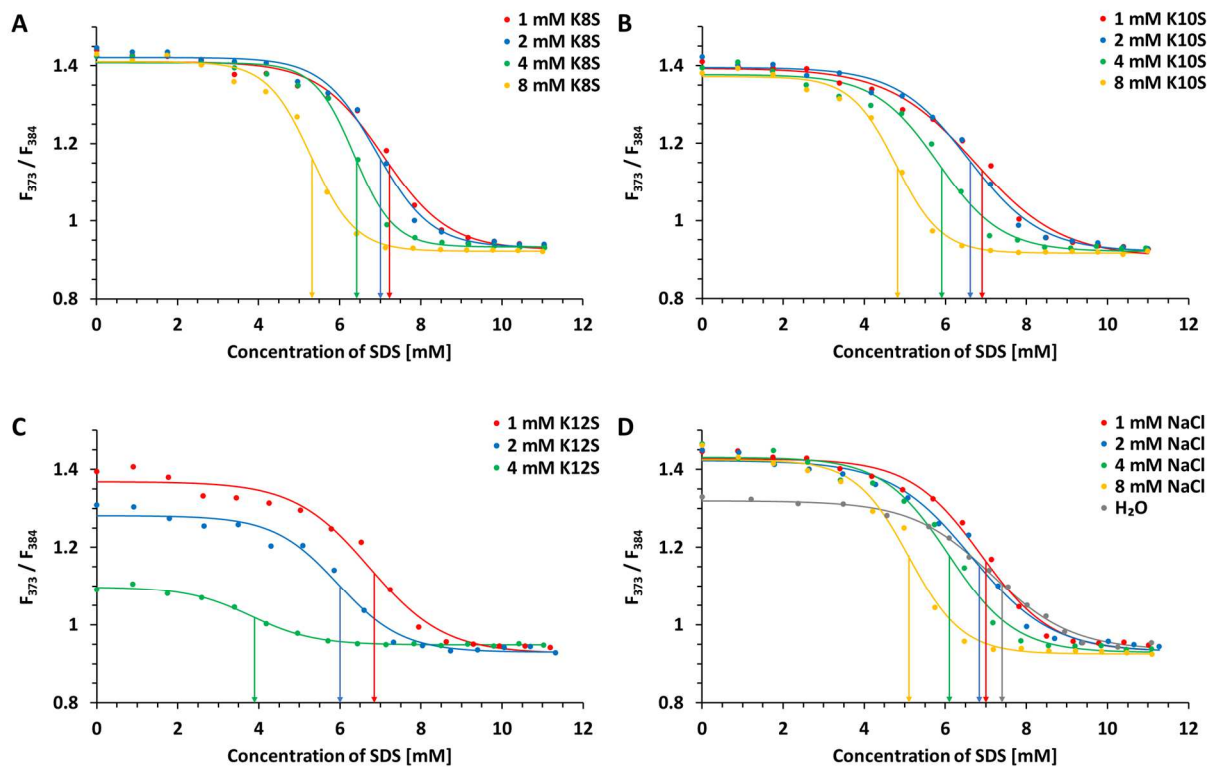 A
1 mM K8S
2 mM K8S
4 mM K8S
8 mM K8S
F373 / F384
1.4
1.2
1
0.8
0 2 4 6 8 10 12
Concentration of SDS [mM]
B
1 mM K10S
2 mM K10S
4 mM K10S
8 mM K10S
F373 / F384
1.4
1.2
1
0.8
0 2 4 6 8 10 12
Concentration of SDS [mM]
C
1 mM K12S
2 mM K12S
4 mM K12S
F373 / F384
1.4
1.2
1
0.8
0 2 4 6 8 10 12
Concentration of SDS [mM]
D
1 mM NaCl
2 mM NaCl
4 mM NaCl
8 mM NaCl
H₂O
F373 / F384
1.4
1.2
1
0.8
0 2 4 6 8 10 12
Concentration of SDS [mM]